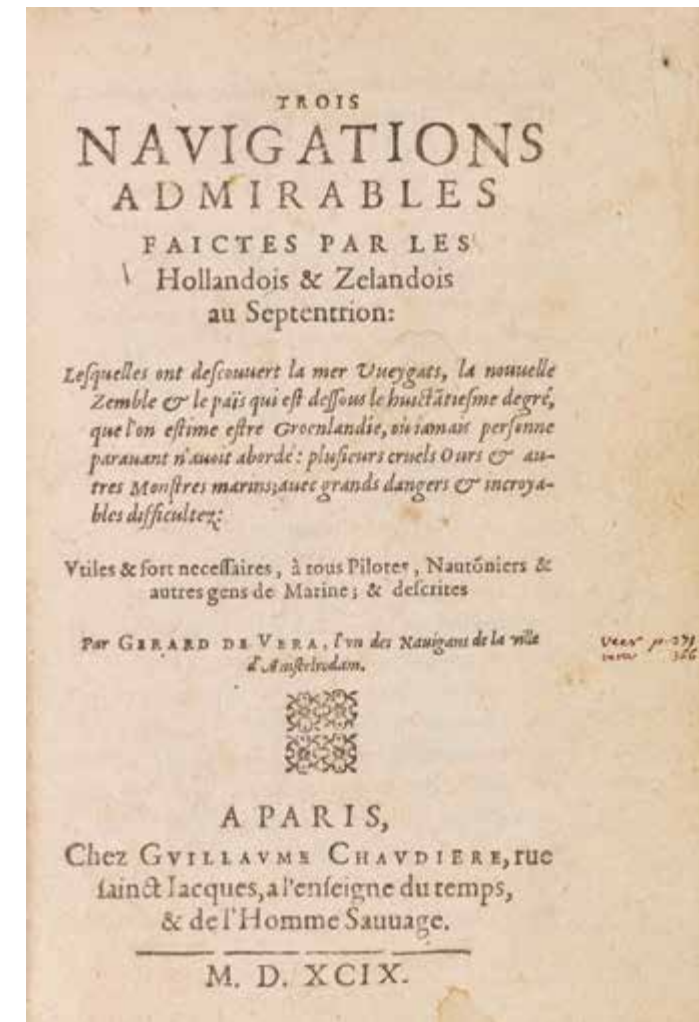 TROIS
NAVIGATIONS
ADMIRABLES
FAICTES PAR LES
Hollandois & Zelandois
au Septentrion:
Leſquelles ont deſcouuert la mer Vueygats, la nouuelle
Zemble & le païs qui eſt deſſous le huictãtieſme degré,
que l'on eſtime eſtre Groenlandie, où iamais perſonne
parauant n'auoit abordé: pluſieurs cruels Ours & au-
tres Monſtres marins; auec grands dangers & incroya-
bles difficultez:
Vtiles & fort neceſſaires, à tous Pilotes, Nautõniers &
autres gens de Marine; & deſcrites
Par GERARD DE VERA, l'vn des Nauigans de la ville
d'Amſtelredam.
A PARIS,
Chez GVILLAVME CHAVDIERE, rue
ſainct Iacques, a l'enſeigne du temps,
& de l'Homme Sauuage.
M. D. XCIX.
Veer p. 271
366